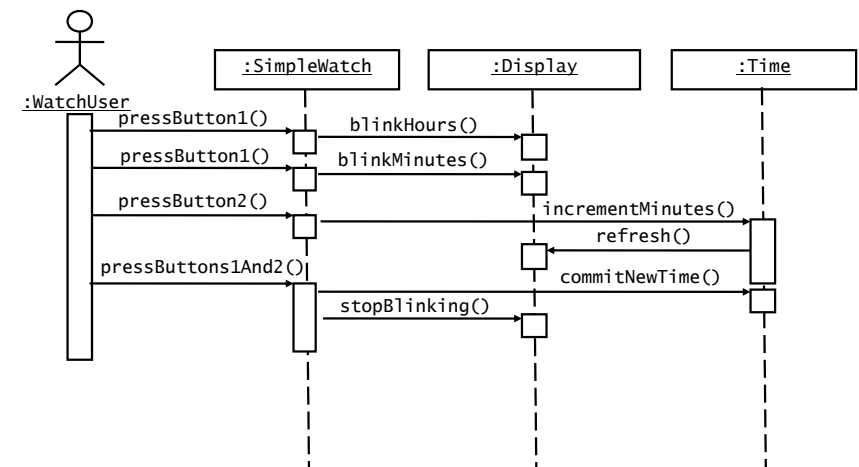 :SimpleWatch
:Display
:Time
:WatchUser
pressButton1()
blinkHours()
pressButton1()
blinkMinutes()
pressButton2()
incrementMinutes()
refresh()
pressButtons1And2()
commitNewTime()
stopBlinking()